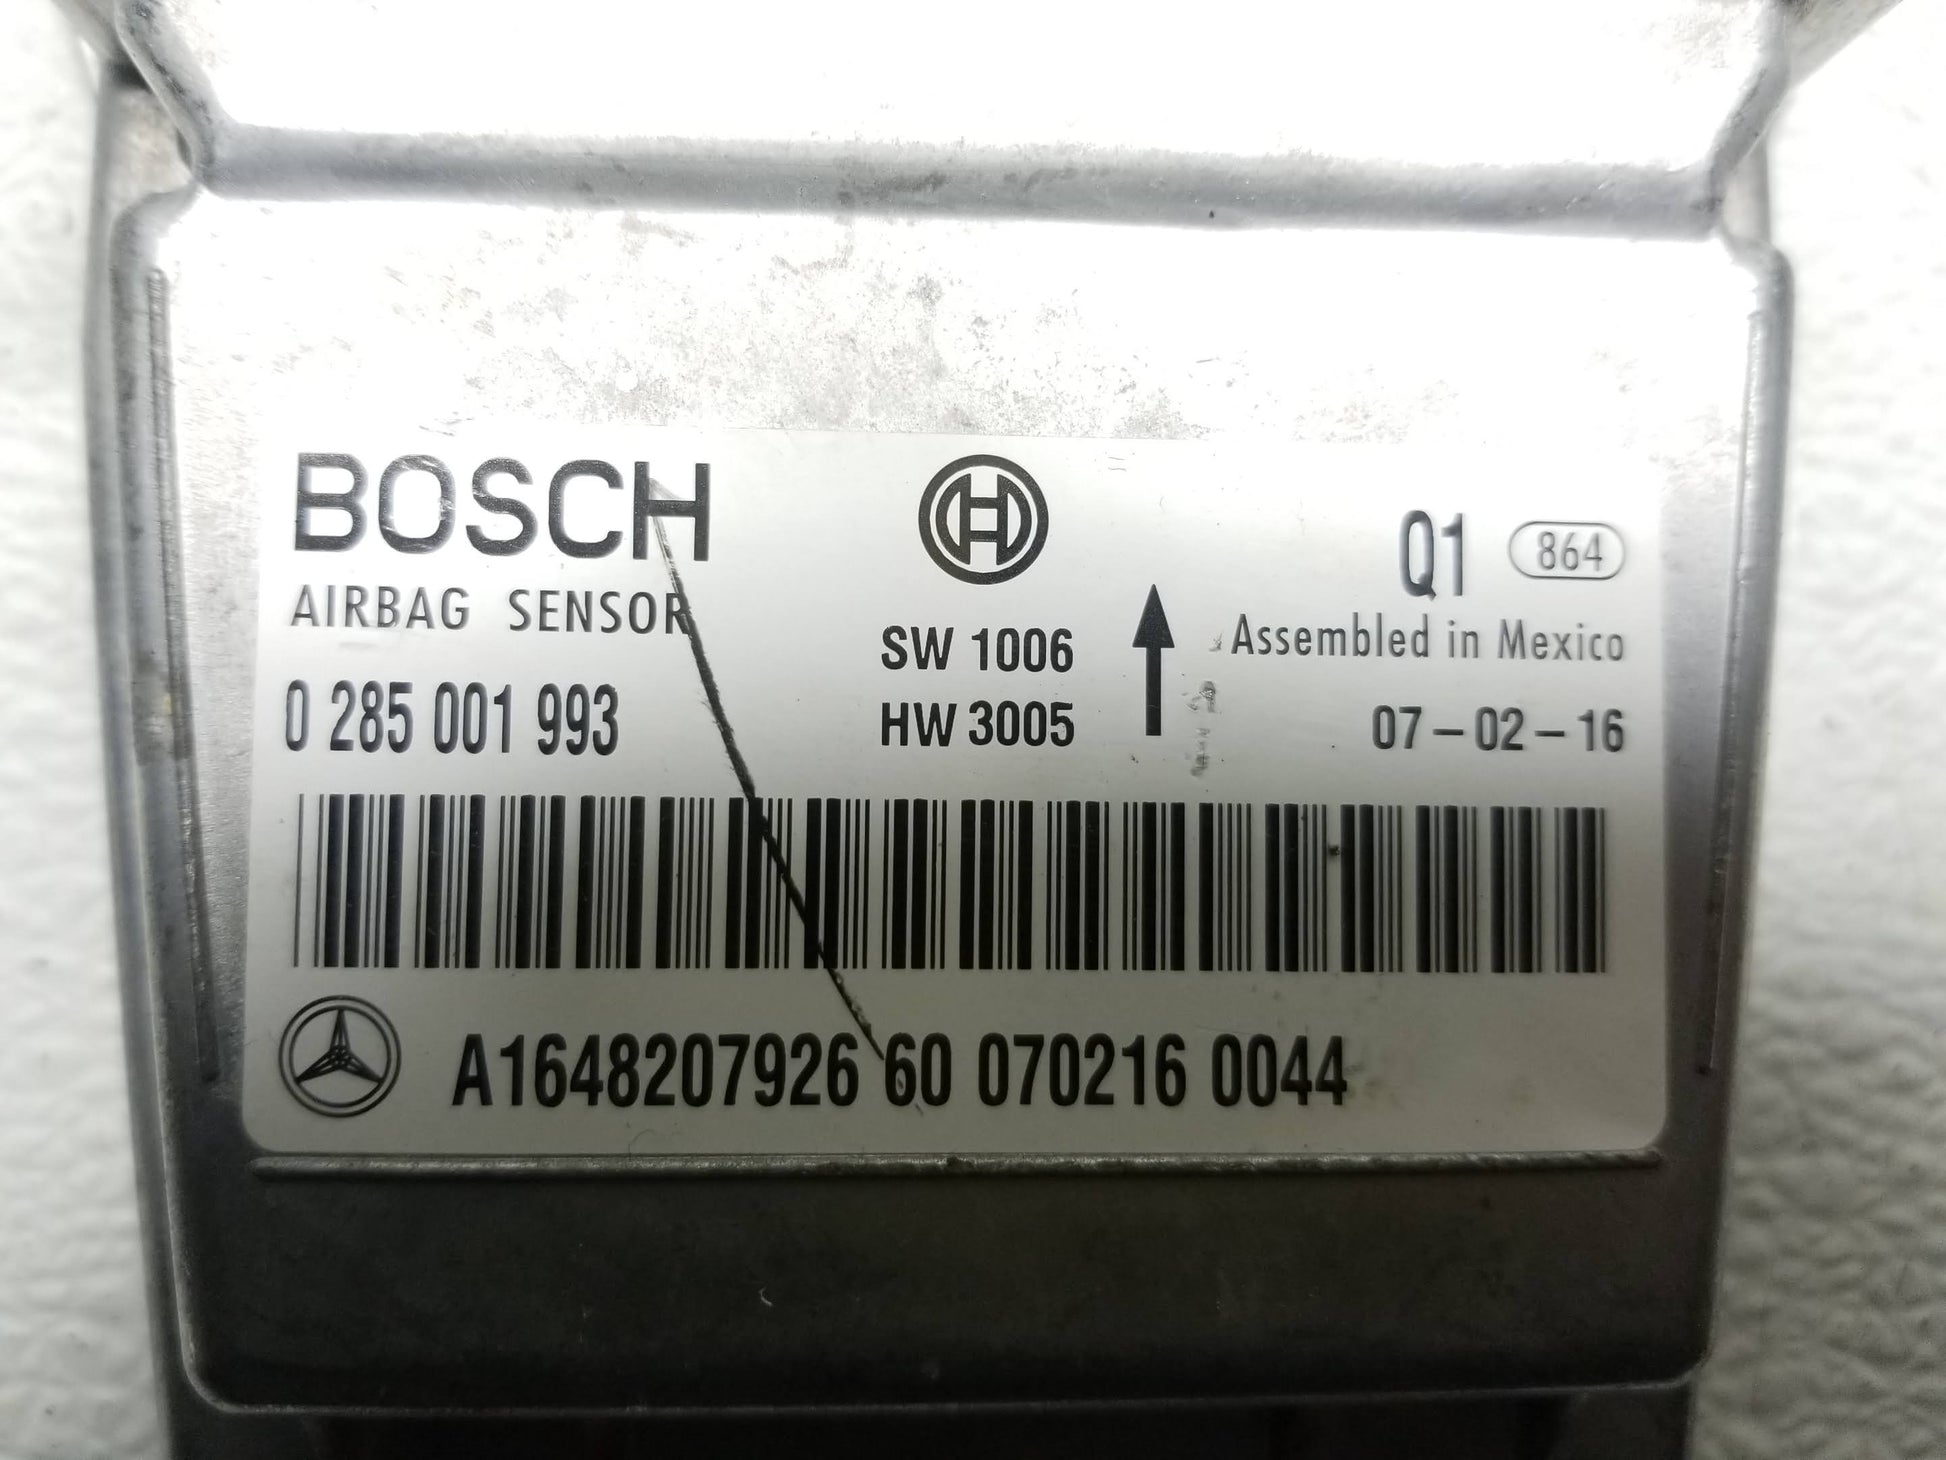 BOSCH
Q1 864
AIRBAG SENSOR
SW 1006
Assembled in Mexico
0 285 001 993
HW 3005
07-02-16
A1648207926 60 070216 0044